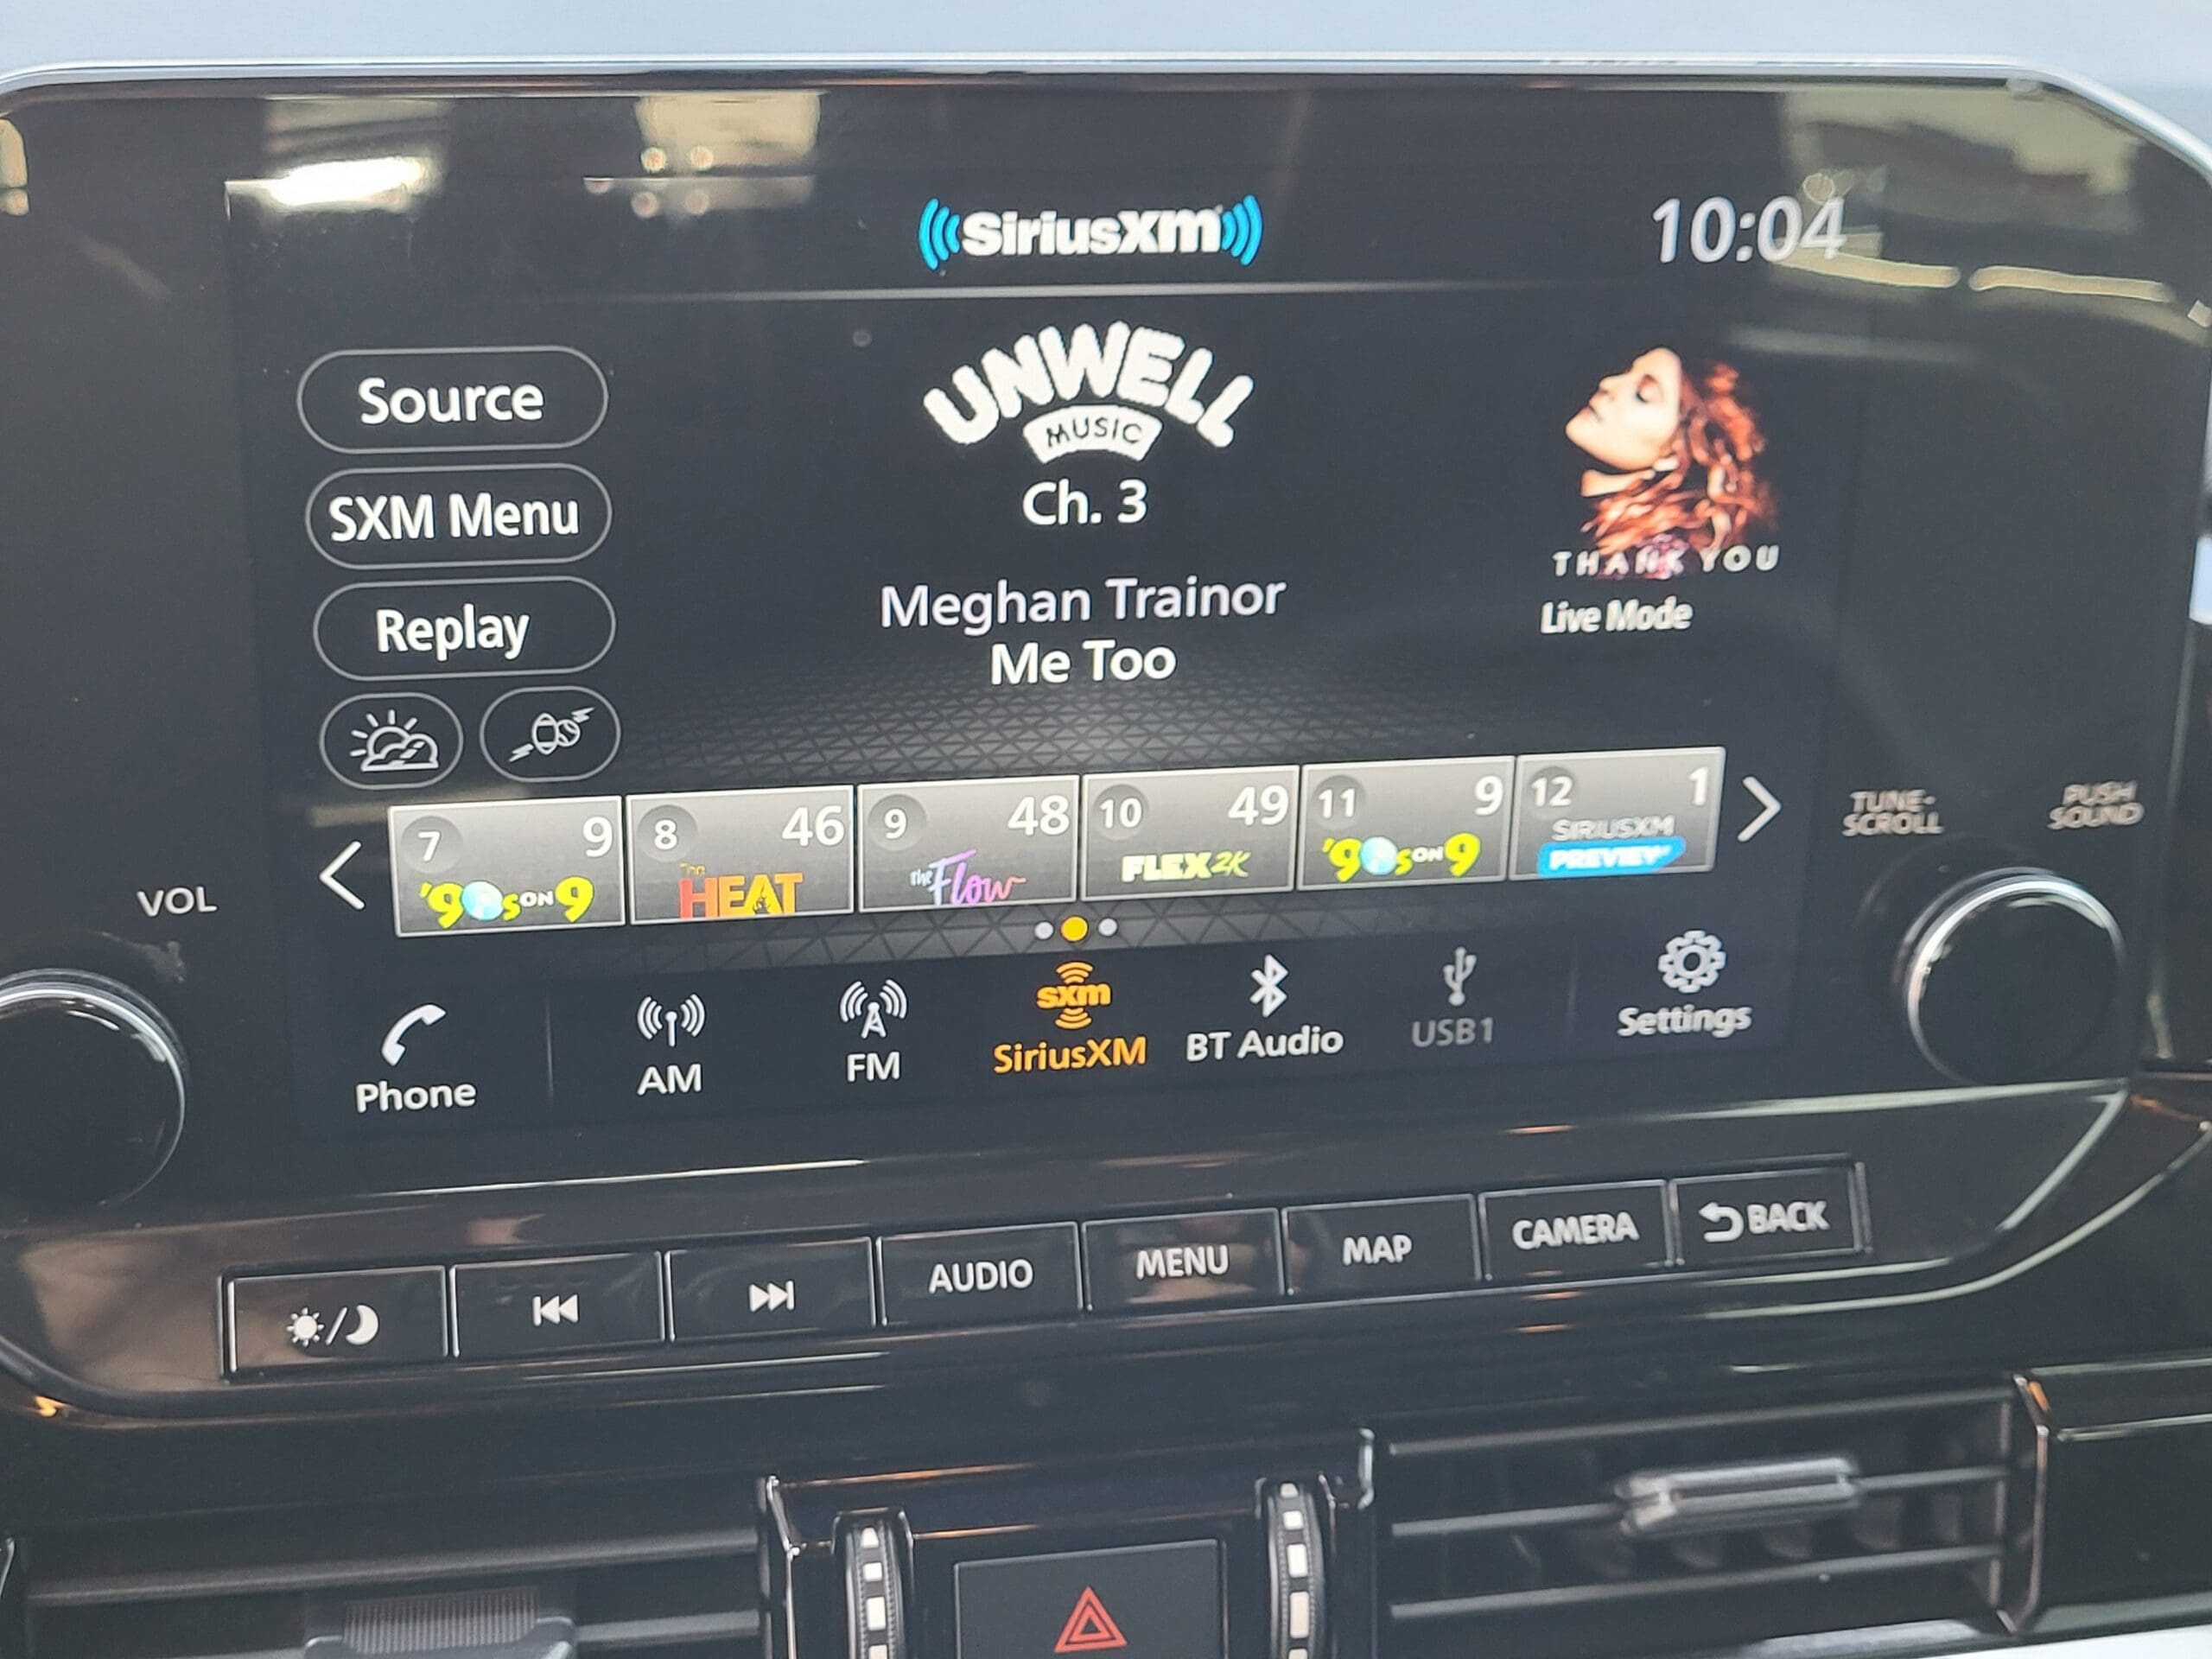 SiriusXM
10:04
UNWELL
MUSIC
Ch. 3
Meghan Trainor
Me Too
THANK YOU
Live Mode
Source
SXM Menu
Replay
7 9
'90s ON 9
8 46
The HEAT
9 48
the Flow
10 49
FLEX2K
11 9
'90s ON 9
12 1
SIRIUSXM
PREVIEW
VOL
TUNE-
SCROLL
PUSH
SOUND
Phone
AM
FM
sxm
SiriusXM
BT Audio
USB1
Settings
AUDIO
MENU
MAP
CAMERA
BACK